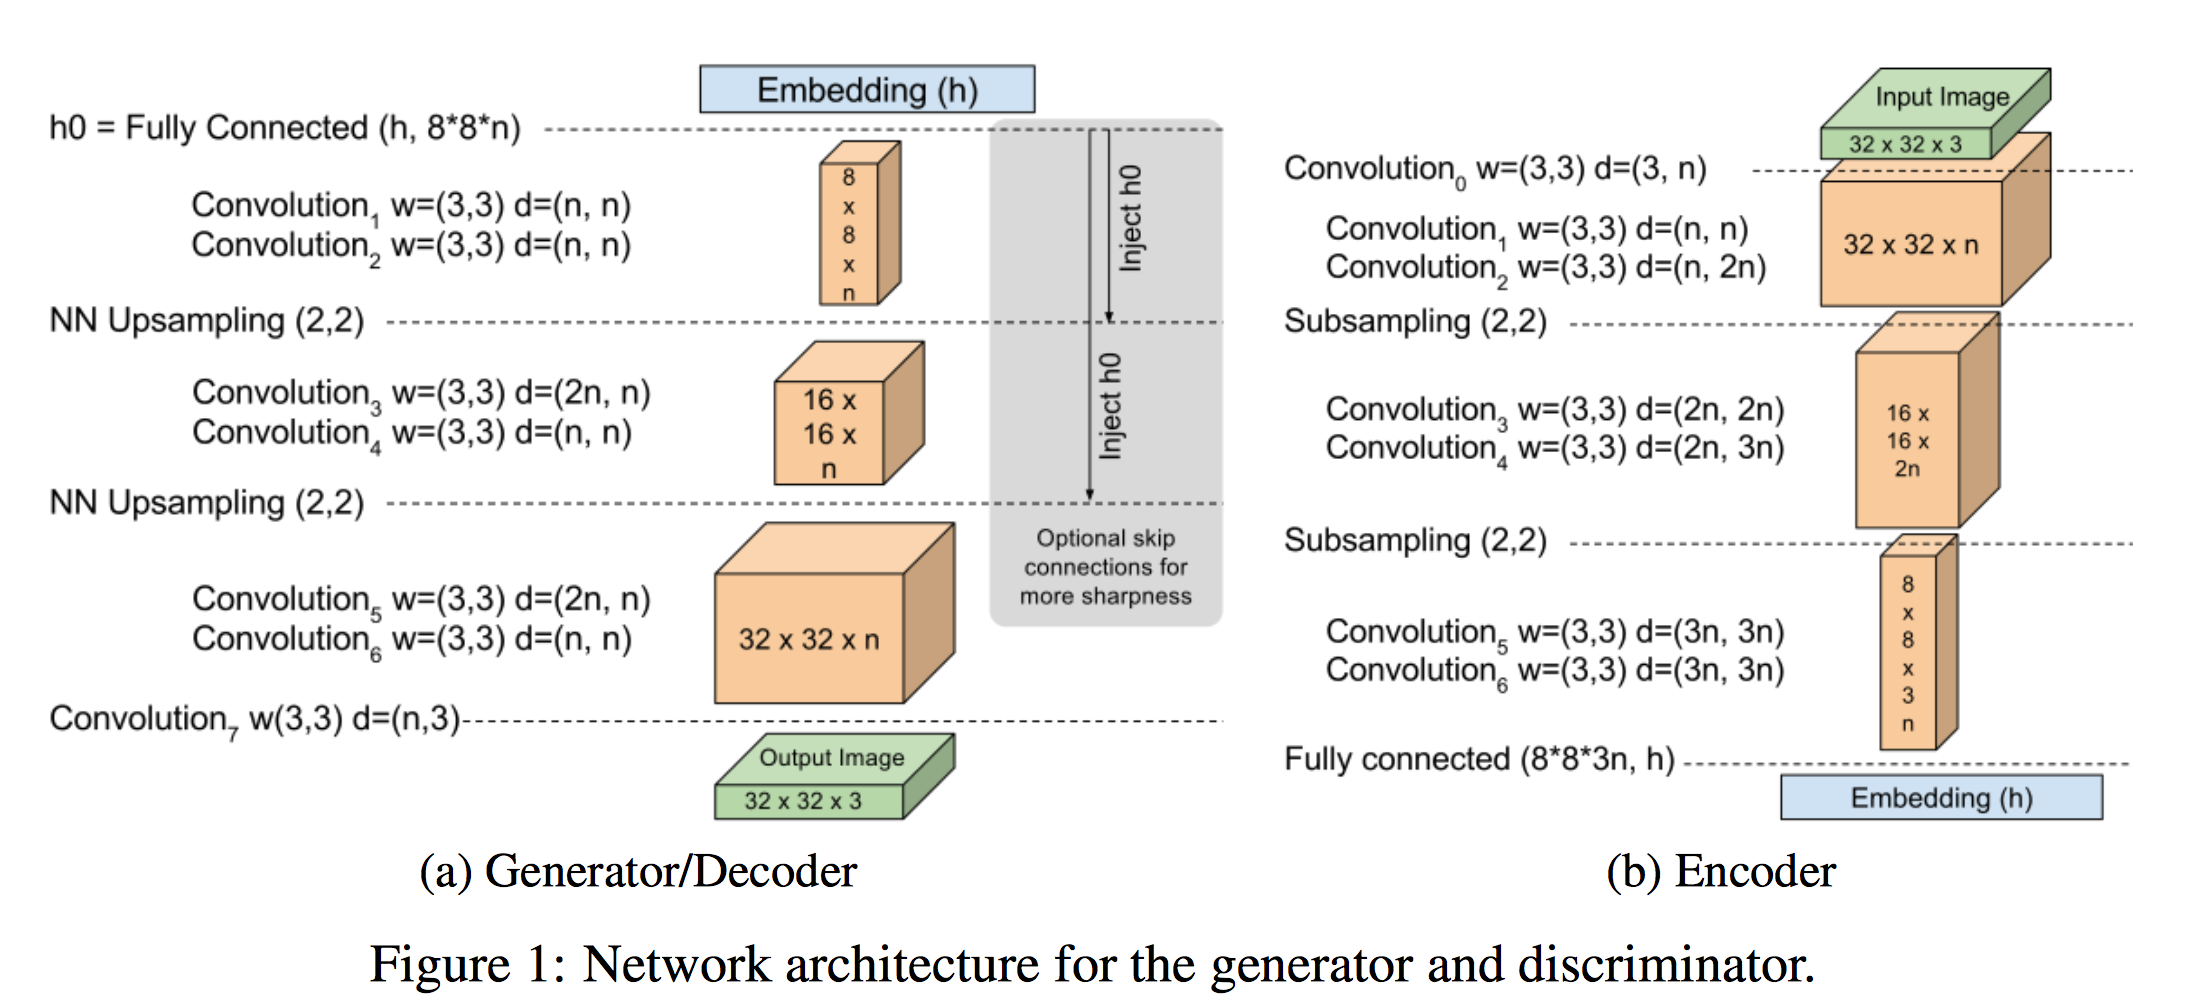 Embedding (h)
h0 = Fully Connected (h, 8*8*n)
8
x
8
x
n
Convolution1 w=(3,3) d=(n, n)
Convolution2 w=(3,3) d=(n, n)
Inject h0
NN Upsampling (2,2)
Convolution3 w=(3,3) d=(2n, n)
Convolution4 w=(3,3) d=(n, n)
16 x
16 x
n
Inject h0
NN Upsampling (2,2)
Optional skip
connections for
more sharpness
Convolution5 w=(3,3) d=(2n, n)
Convolution6 w=(3,3) d=(n, n)
32 x 32 x n
Convolution7 w(3,3) d=(n,3)
Output Image
32 x 32 x 3
(a) Generator/Decoder
Input Image
32 x 32 x 3
Convolution0 w=(3,3) d=(3, n)
Convolution1 w=(3,3) d=(n, n)
Convolution2 w=(3,3) d=(n, 2n)
32 x 32 x n
Subsampling (2,2)
Convolution3 w=(3,3) d=(2n, 2n)
Convolution4 w=(3,3) d=(2n, 3n)
16 x
16 x
2n
Subsampling (2,2)
Convolution5 w=(3,3) d=(3n, 3n)
Convolution6 w=(3,3) d=(3n, 3n)
8
x
8
x
3
n
Fully connected (8*8*3n, h)
Embedding (h)
(b) Encoder
Figure 1: Network architecture for the generator and discriminator.